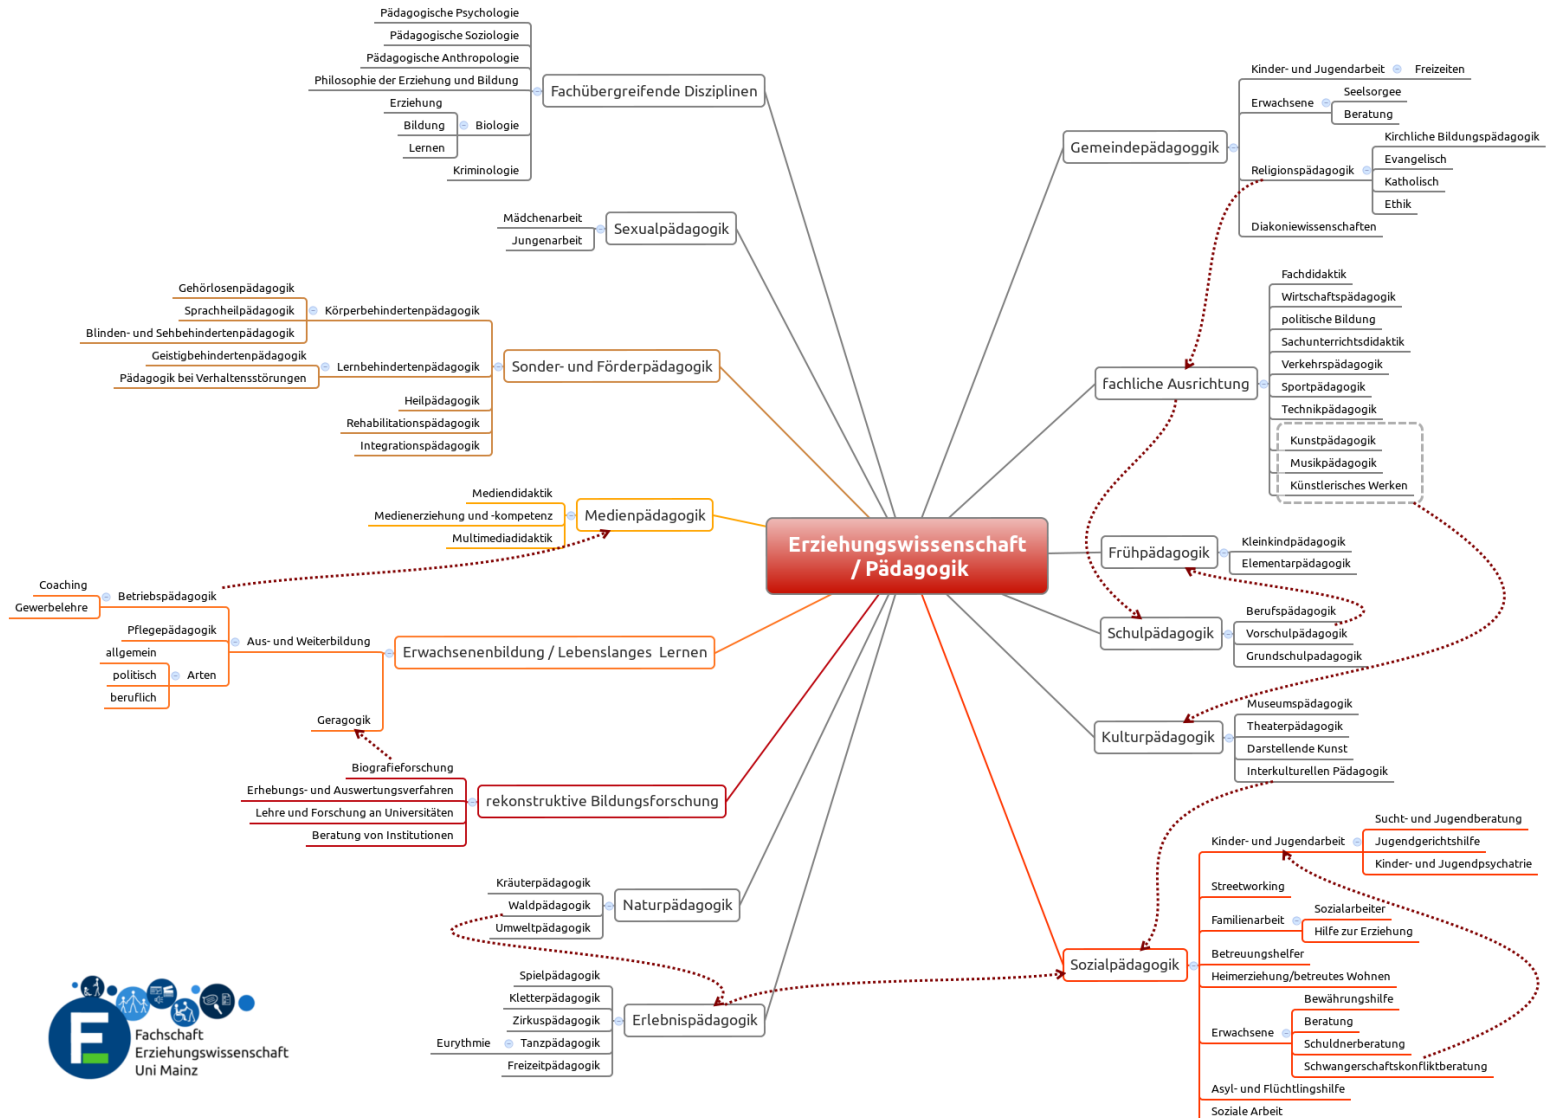 Erziehungswissenschaft
/ Pädagogik
Fachübergreifende Disziplinen
Pädagogische Psychologie
Pädagogische Soziologie
Pädagogische Anthropologie
Philosophie der Erziehung und Bildung
Biologie
Erziehung
Bildung
Lernen
Kriminologie
Sexualpädagogik
Mädchenarbeit
Jungenarbeit
Sonder- und Förderpädagogik
Körperbehindertenpädagogik
Gehörlosenpädagogik
Sprachheilpädagogik
Blinden- und Sehbehindertenpädagogik
Lernbehindertenpädagogik
Geistigbehindertenpädagogik
Pädagogik bei Verhaltensstörungen
Heilpädagogik
Rehabilitationspädagogik
Integrationspädagogik
Medienpädagogik
Mediendidaktik
Medienerziehung und -kompetenz
Multimediadidaktik
Erwachsenenbildung / Lebenslanges Lernen
Aus- und Weiterbildung
Betriebspädagogik
Coaching
Gewerbelehre
Pflegepädagogik
Arten
allgemein
politisch
beruflich
Geragogik
rekonstruktive Bildungsforschung
Biografieforschung
Erhebungs- und Auswertungsverfahren
Lehre und Forschung an Universitäten
Beratung von Institutionen
Naturpädagogik
Kräuterpädagogik
Waldpädagogik
Umweltpädagogik
Erlebnispädagogik
Spielpädagogik
Kletterpädagogik
Zirkuspädagogik
Tanzpädagogik
Eurythmie
Freizeitpädagogik
Gemeindepädagoggik
Kinder- und Jugendarbeit
Freizeiten
Erwachsene
Seelsorgee
Beratung
Religionspädagogik
Kirchliche Bildungspädagogik
Evangelisch
Katholisch
Ethik
Diakoniewissenschaften
fachliche Ausrichtung
Fachdidaktik
Wirtschaftspädagogik
politische Bildung
Sachunterrichtsdidaktik
Verkehrspädagogik
Sportpädagogik
Technikpädagogik
Kunstpädagogik
Musikpädagogik
Künstlerisches Werken
Frühpädagogik
Kleinkindpädagogik
Elementarpädagogik
Schulpädagogik
Berufspädagogik
Vorschulpädagogik
Grundschulpadagogik
Kulturpädagogik
Museumspädagogik
Theaterpädagogik
Darstellende Kunst
Interkulturellen Pädagogik
Sozialpädagogik
Kinder- und Jugendarbeit
Sucht- und Jugendberatung
Jugendgerichtshilfe
Kinder- und Jugendpsychatrie
Streetworking
Familienarbeit
Sozialarbeiter
Hilfe zur Erziehung
Betreuungshelfer
Heimerziehung/betreutes Wohnen
Erwachsene
Bewährungshilfe
Beratung
Schuldnerberatung
Schwangerschaftskonfliktberatung
Asyl- und Flüchtlingshilfe
Soziale Arbeit
Fachschaft
Erziehungswissenschaft
Uni Mainz